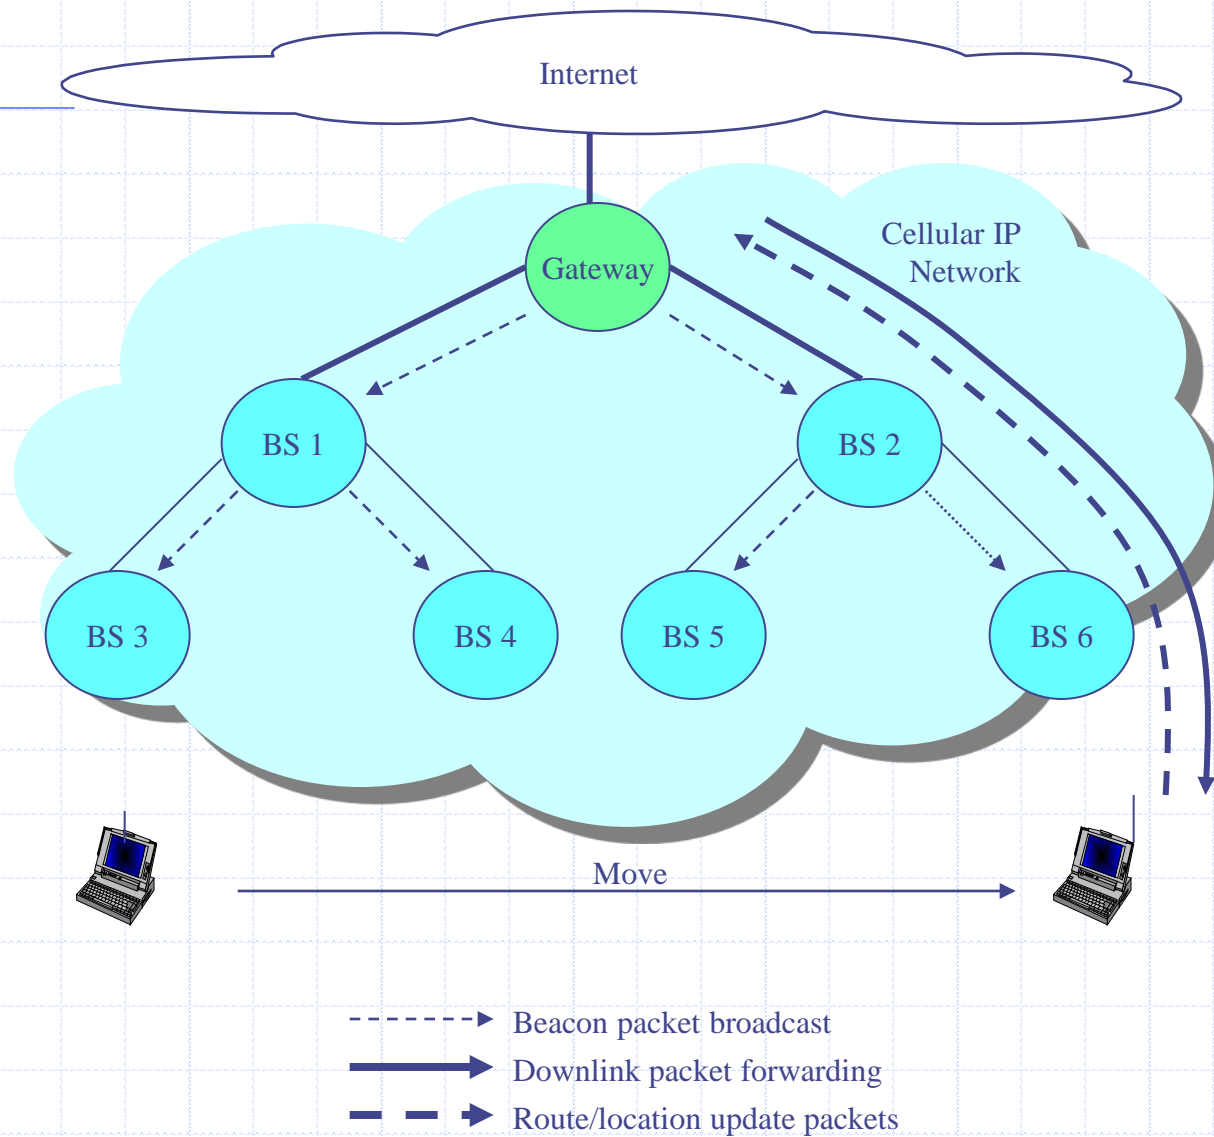 Internet
Cellular IP
Network
Gateway
BS 1
BS 2
BS 3
BS 4
BS 5
BS 6
Move
Beacon packet broadcast
Downlink packet forwarding
Route/location update packets